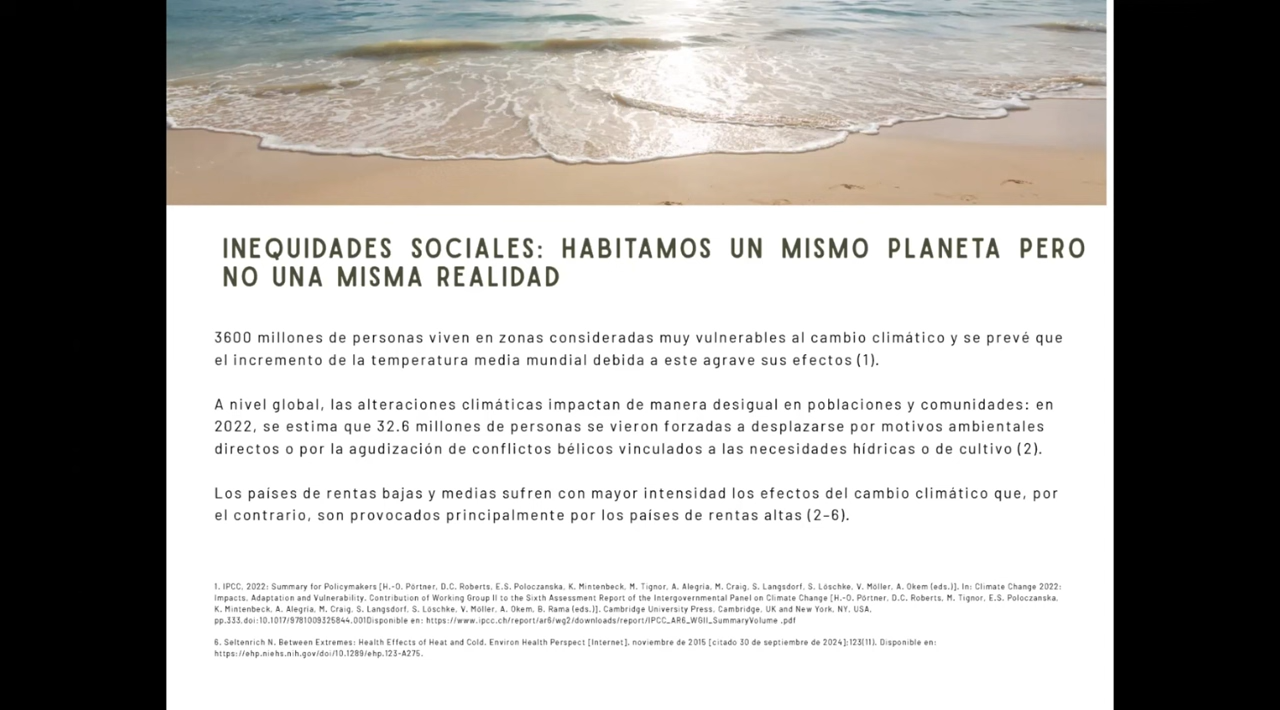 INEQUIDADES SOCIALES: HABITAMOS UN MISMO PLANETA PERO
NO UNA MISMA REALIDAD
3600 millones de personas viven en zonas consideradas muy vulnerables al cambio climático y se prevé que
el incremento de la temperatura media mundial debida a este agrave sus efectos (1).
A nivel global, las alteraciones climáticas impactan de manera desigual en poblaciones y comunidades: en
2022, se estima que 32.6 millones de personas se vieron forzadas a desplazarse por motivos ambientales
directos o por la agudización de conflictos bélicos vinculados a las necesidades hídricas o de cultivo (2).
Los países de rentas bajas y medias sufren con mayor intensidad los efectos del cambio climático que, por
el contrario, son provocados principalmente por los países de rentas altas (2-6).
1. IPCC, 2022: Summary for Policymakers [H.-O. Pörtner, D.C. Roberts, E.S. Poloczanska, K. Mintenbeck, M. Tignor, A. Alegría, M. Craig, S. Langsdorf, S. Löschke, V. Möller, A. Okem (eds.)]. In: Climate Change 2022:
Impacts, Adaptation and Vulnerability. Contribution of Working Group II to the Sixth Assessment Report of the Intergovernmental Panel on Climate Change [H.-O. Pörtner, D.C. Roberts, M. Tignor, E.S. Poloczanska,
K. Mintenbeck, A. Alegría, M. Craig, S. Langsdorf, S. Löschke, V. Möller, A. Okem, B. Rama (eds.)]. Cambridge University Press, Cambridge, UK and New York, NY, USA,
pp.333.doi:10.1017/9781009325844.001Disponible en: https://www.ipcc.ch/report/ar6/wg2/downloads/report/IPCC_AR6_WGII_SummaryVolume .pdf
6. Seltenrich N. Between Extremes: Health Effects of Heat and Cold. Environ Health Perspect [Internet]. noviembre de 2015 [citado 30 de septiembre de 2024];123(11). Disponible en:
https://ehp.niehs.nih.gov/doi/10.1289/ehp.123-A275.